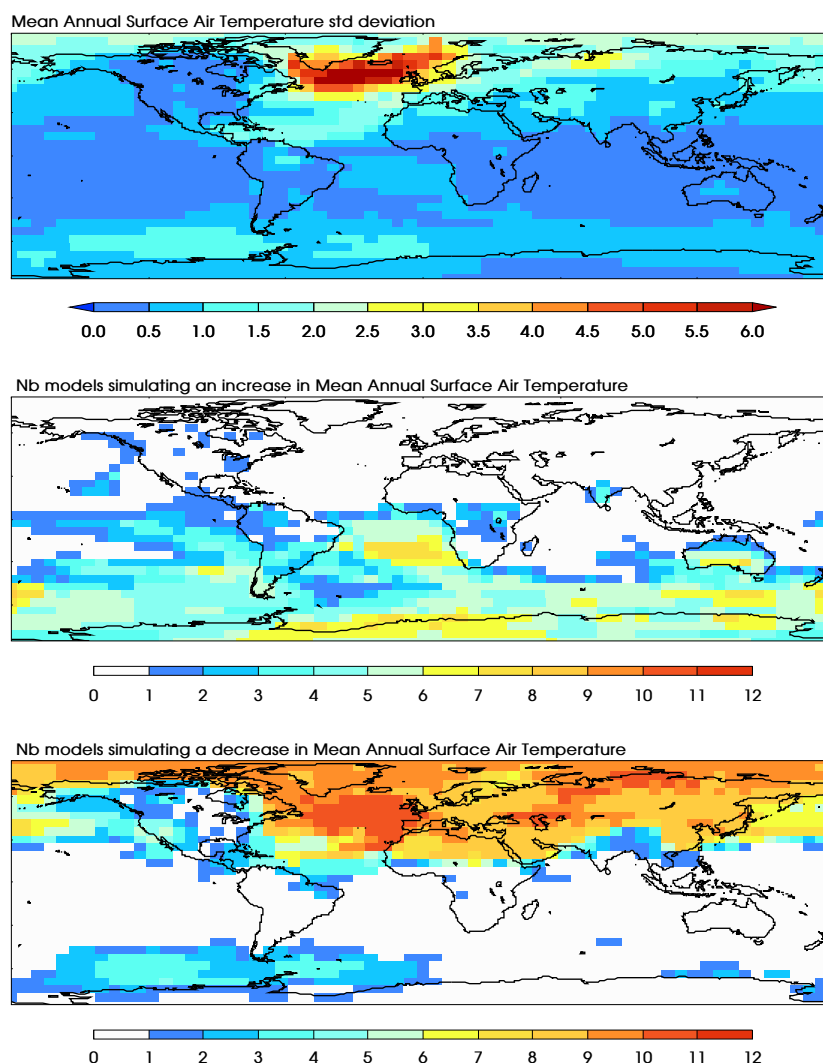 Mean Annual Surface Air Temperature std deviation
0.0 0.5 1.0 1.5 2.0 2.5 3.0 3.5 4.0 4.5 5.0 5.5 6.0
Nb models simulating an increase in Mean Annual Surface Air Temperature
0 1 2 3 4 5 6 7 8 9 10 11 12
Nb models simulating a decrease in Mean Annual Surface Air Temperature
0 1 2 3 4 5 6 7 8 9 10 11 12